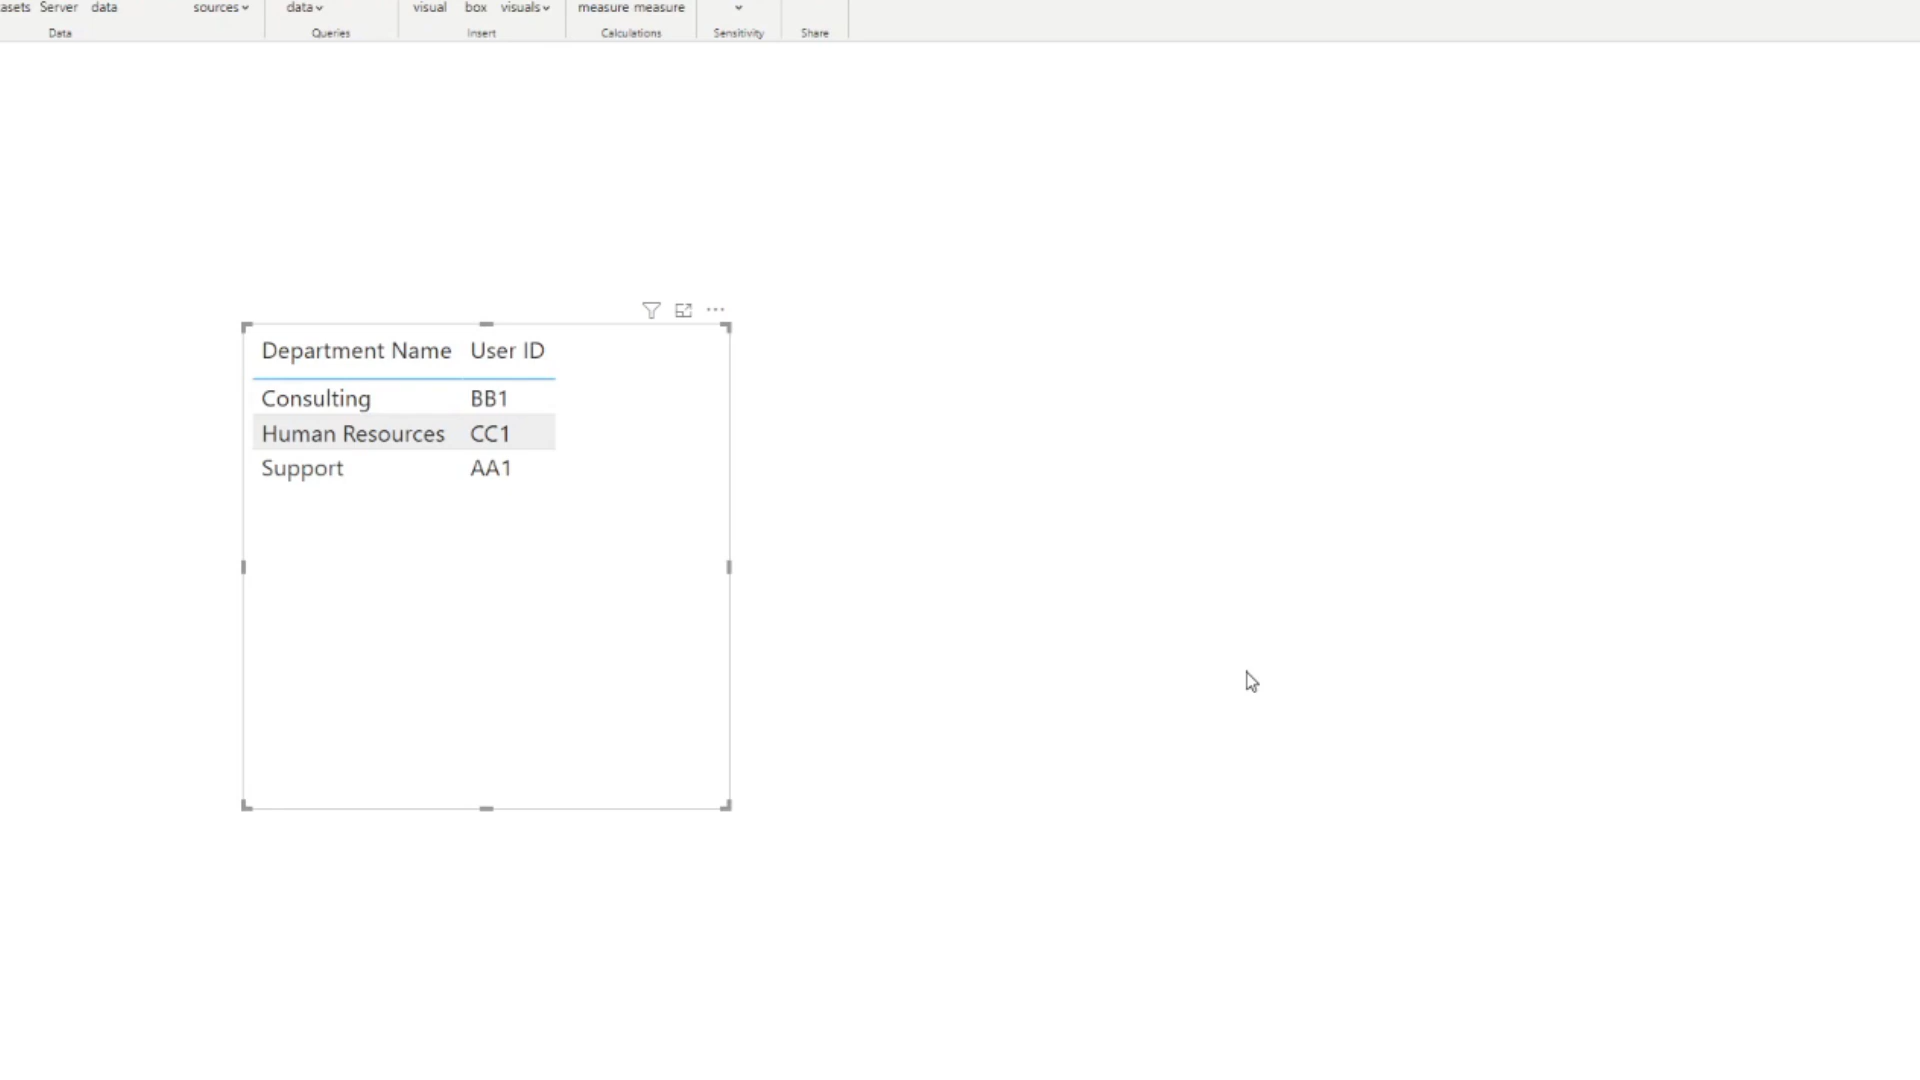 asets Server data sources data visual box visuals measure measure
Data Queries Insert Calculations Sensitivity Share
Department Name User ID
Consulting BB1
Human Resources CC1
Support AA1